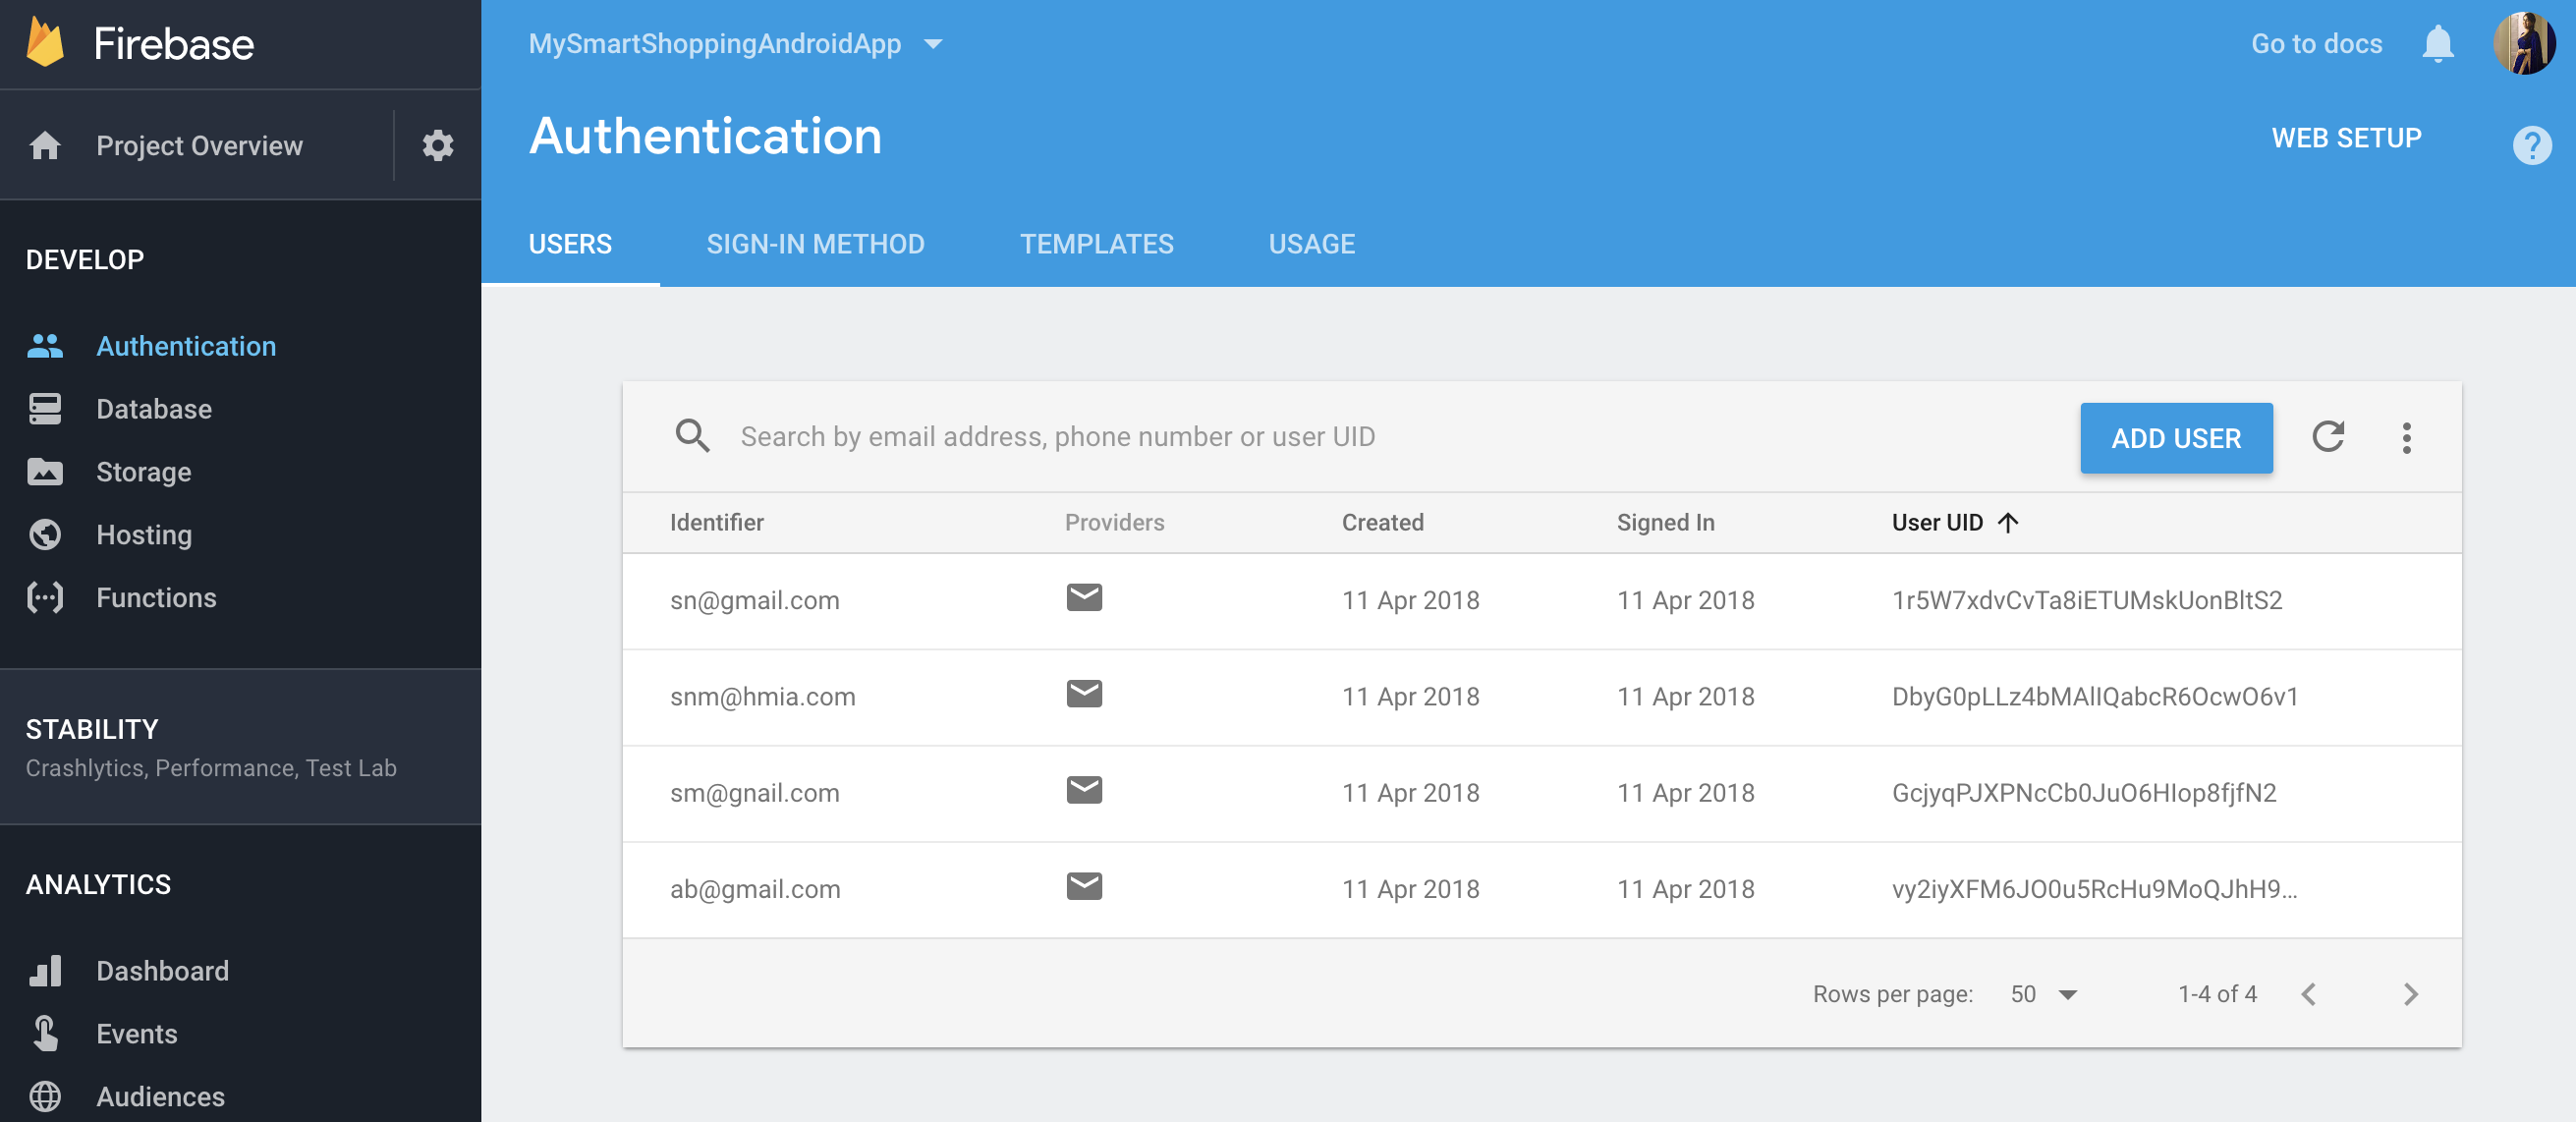 Firebase
Project Overview
DEVELOP
Authentication
Database
Storage
Hosting
Functions
STABILITY
Crashlytics, Performance, Test Lab
ANALYTICS
Dashboard
Events
Audiences
MySmartShoppingAndroidApp
Go to docs
Authentication
WEB SETUP
?
USERS SIGN-IN METHOD TEMPLATES USAGE
Search by email address, phone number or user UID
ADD USER
Identifier Providers Created Signed In User UID
sn@gmail.com 11 Apr 2018 11 Apr 2018 1r5W7xdvCvTa8iETUMskUonBltS2
snm@hmia.com 11 Apr 2018 11 Apr 2018 DbyG0pLLz4bMAlIQabcR6OcwO6v1
sm@gnail.com 11 Apr 2018 11 Apr 2018 GcjyqPJXPNcCb0JuO6HIop8fjfN2
ab@gmail.com 11 Apr 2018 11 Apr 2018 vy2iyXFM6JO0u5RcHu9MoQJhH9...
Rows per page: 50 1-4 of 4